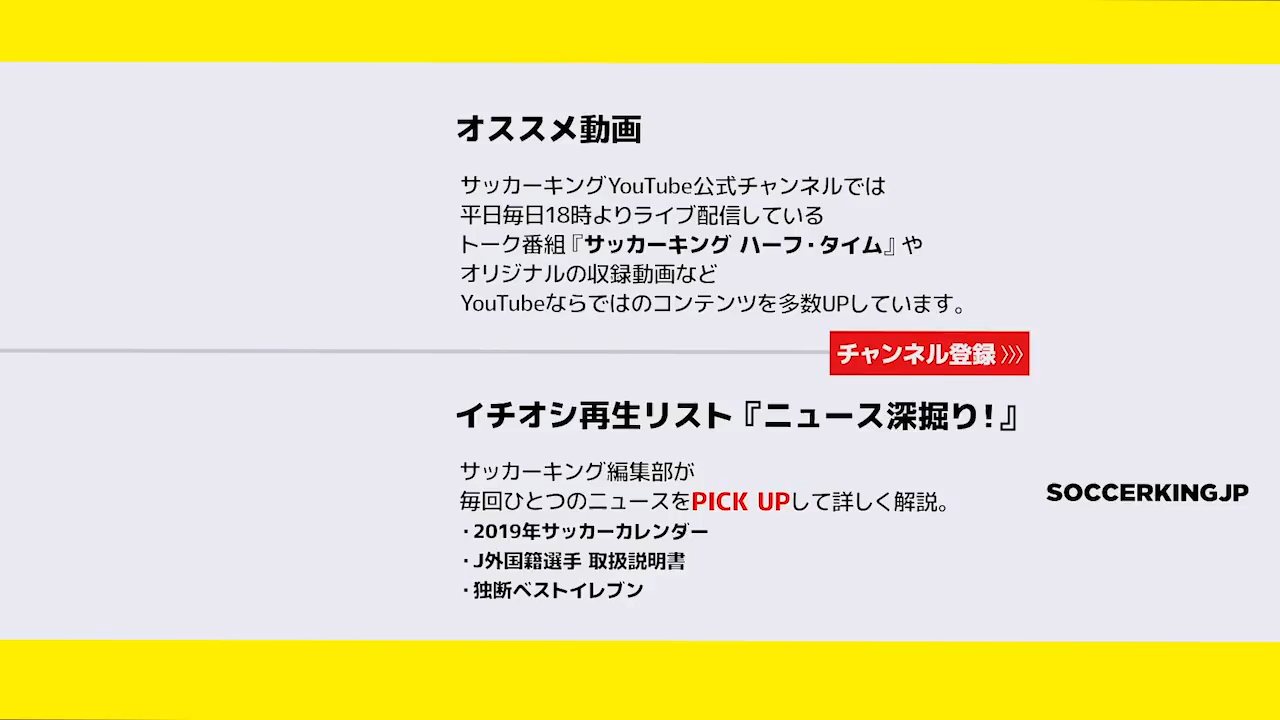 オススメ動画
サッカーキングYouTube公式チャンネルでは
平日毎日18時よりライブ配信している
トーク番組『サッカーキング ハーフ・タイム』や
オリジナルの収録動画など
YouTubeならではのコンテンツを多数UPしています。
チャンネル登録 》》
イチオシ再生リスト『ニュース深掘り!』
サッカーキング編集部が
毎回ひとつのニュースをPICK UPして詳しく解説。
・2019年サッカーカレンダー
・J外国籍選手 取扱説明書
・独断ベストイレブン
SOCCERKINGJP